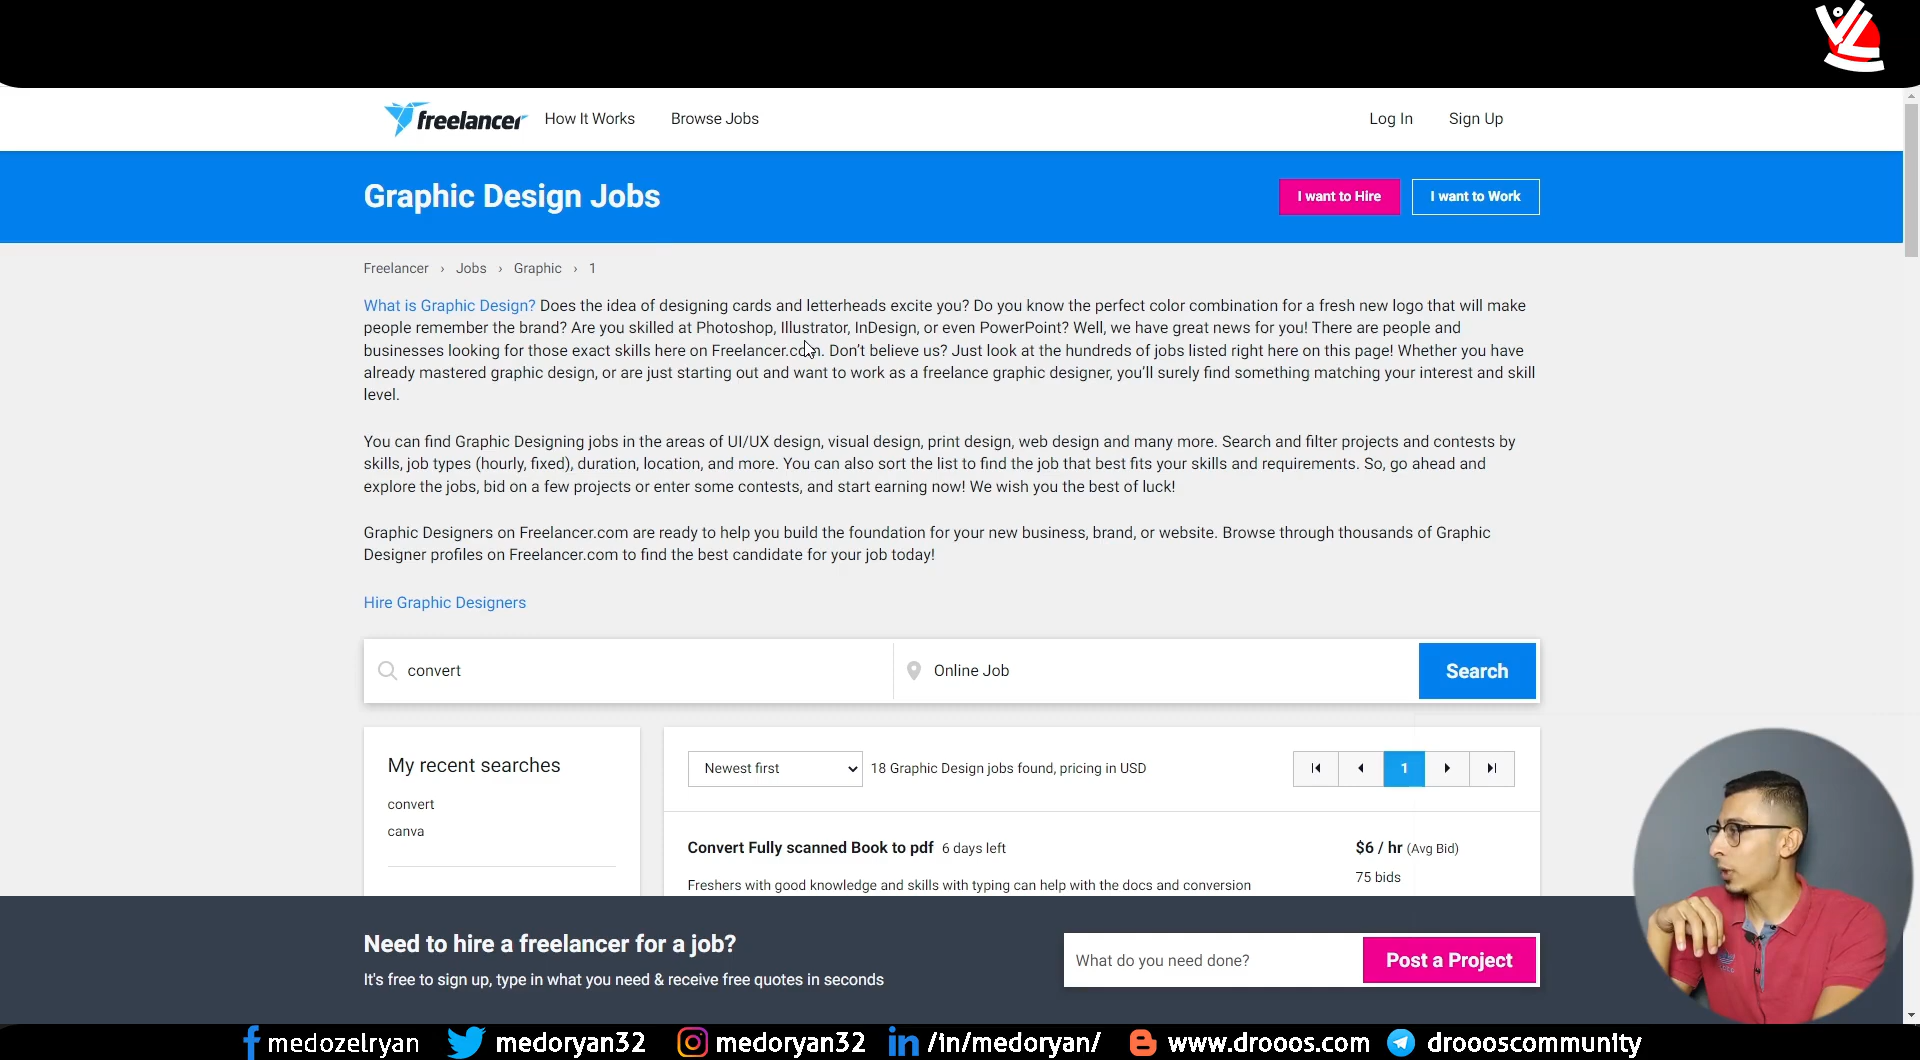 freelancer How It Works Browse Jobs Log In Sign Up
Graphic Design Jobs I want to Hire I want to Work
Freelancer › Jobs › Graphic › 1
What is Graphic Design? Does the idea of designing cards and letterheads excite you? Do you know the perfect color combination for a fresh new logo that will make
people remember the brand? Are you skilled at Photoshop, Illustrator, InDesign, or even PowerPoint? Well, we have great news for you! There are people and
businesses looking for those exact skills here on Freelancer.com. Don’t believe us? Just look at the hundreds of jobs listed right here on this page! Whether you have
already mastered graphic design, or are just starting out and want to work as a freelance graphic designer, you’ll surely find something matching your interest and skill
level.
You can find Graphic Designing jobs in the areas of UI/UX design, visual design, print design, web design and many more. Search and filter projects and contests by
skills, job types (hourly, fixed), duration, location, and more. You can also sort the list to find the job that best fits your skills and requirements. So, go ahead and
explore the jobs, bid on a few projects or enter some contests, and start earning now! We wish you the best of luck!
Graphic Designers on Freelancer.com are ready to help you build the foundation for your new business, brand, or website. Browse through thousands of Graphic
Designer profiles on Freelancer.com to find the best candidate for your job today!
Hire Graphic Designers
convert Online Job Search
My recent searches
convert
canva
Newest first 18 Graphic Design jobs found, pricing in USD 1
Convert Fully scanned Book to pdf 6 days left $6 / hr (Avg Bid)
75 bids
Freshers with good knowledge and skills with typing can help with the docs and conversion
Need to hire a freelancer for a job?
It's free to sign up, type in what you need & receive free quotes in seconds
What do you need done? Post a Project
medozelryan medoryan32 medoryan32 /in/medoryan/ www.drooos.com droooscommunity